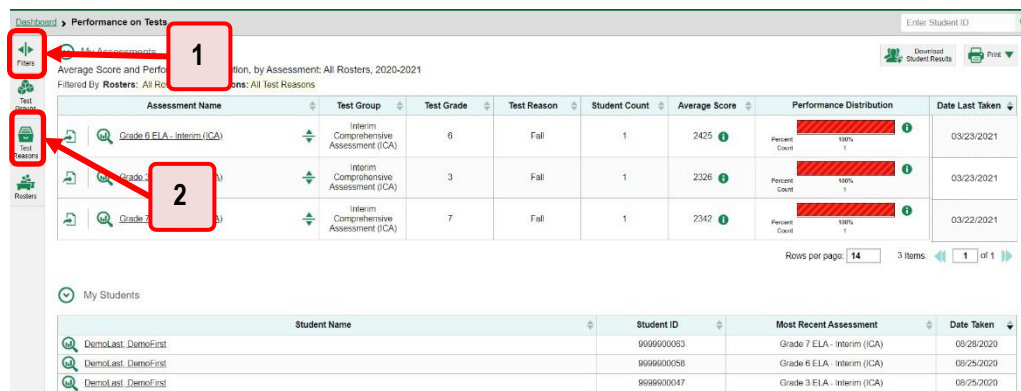 Dashboard > Performance on Tests
Enter Student ID
Filters
Test Groups
Test Reasons
Rosters
1
2
My Assessments
Download Student Results
Print
Average Score and Perfo tion, by Assessment: All Rosters, 2020-2021
Filtered By Rosters: All Ro ons: All Test Reasons
Assessment Name Test Group Test Grade Test Reason Student Count Average Score Performance Distribution Date Last Taken
Grade 6 ELA - Interim (ICA) Interim Comprehensive Assessment (ICA) 6 Fall 1 2425 Percent 100% Count 1 03/23/2021
Grade 3 A) Interim Comprehensive Assessment (ICA) 3 Fall 1 2326 Percent 100% Count 1 03/23/2021
Grade 7 A) Interim Comprehensive Assessment (ICA) 7 Fall 1 2342 Percent 100% Count 1 03/22/2021
Rows per page: 14 3 Items: 1 of 1
My Students
Student Name Student ID Most Recent Assessment Date Taken
DemoLast, DemoFirst 9999900063 Grade 7 ELA - Interim (ICA) 08/28/2020
DemoLast, DemoFirst 9999900058 Grade 6 ELA - Interim (ICA) 08/25/2020
DemoLast, DemoFirst 9999900047 Grade 3 ELA - Interim (ICA) 08/25/2020